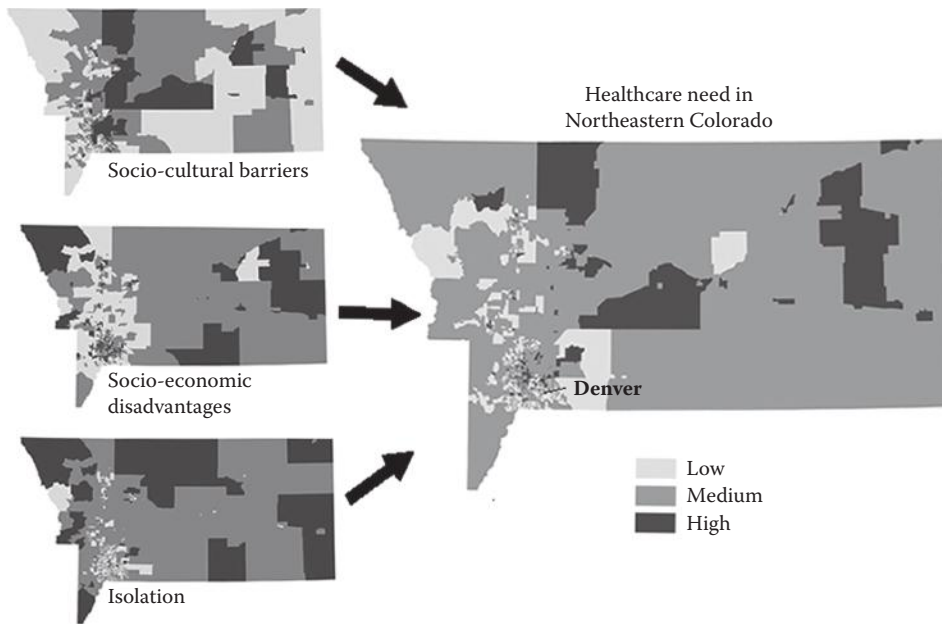 Socio-cultural barriers
Socio-economic
disadvantages
Isolation
Healthcare need in
Northeastern Colorado
Denver
Low
Medium
High